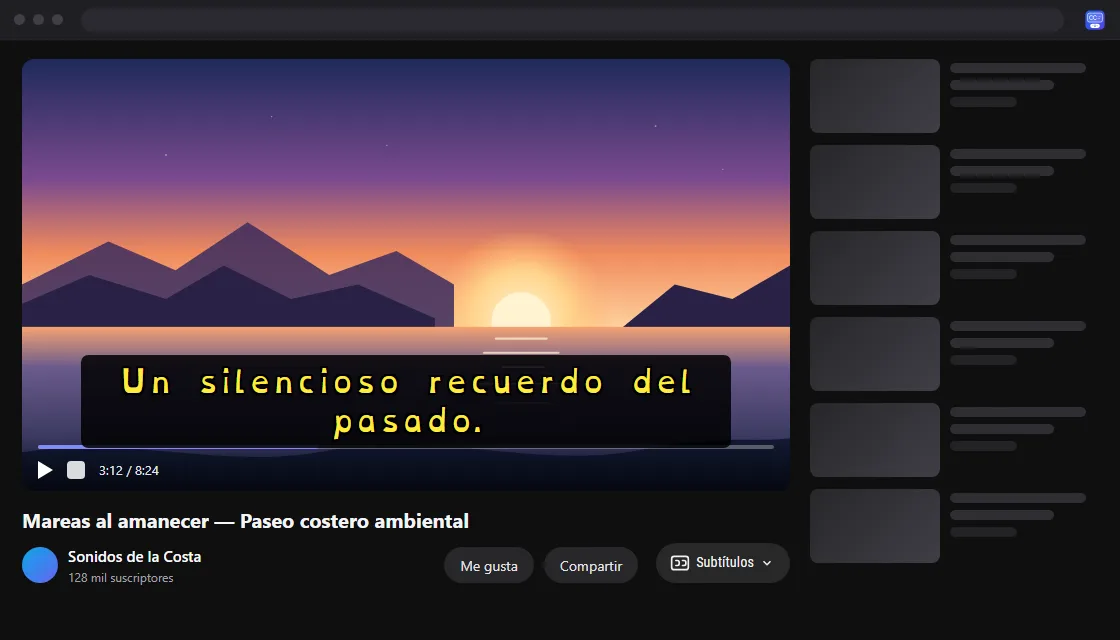 Un silencioso recuerdo del
pasado.
3:12 / 8:24
Mareas al amanecer — Paseo costero ambiental
Sonidos de la Costa
128 mil suscriptores
Me gusta
Compartir
Subtítulos